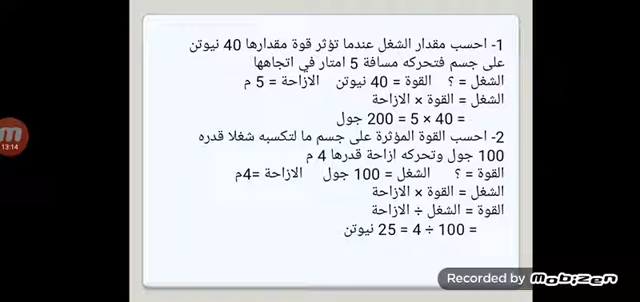 1- احسب مقدار الشغل عندما تؤثر قوة مقدارها 40 نيوتن
على جسم فتحركه مسافة 5 امتار في اتجاهها
الشغل = ؟ القوة = 40 نيوتن الازاحة = 5 م
الشغل = القوة × الازاحة
= 40 × 5 = 200 جول
2- احسب القوة المؤثرة على جسم ما لتكسبه شغلا قدره
100 جول وتحركه ازاحة قدرها 4 م
القوة = ؟ الشغل = 100 جول الازاحة =4م
الشغل = القوة × الازاحة
القوة = الشغل ÷ الازاحة
= 100 ÷ 4 = 25 نيوتن
13:14
Recorded by mobizen